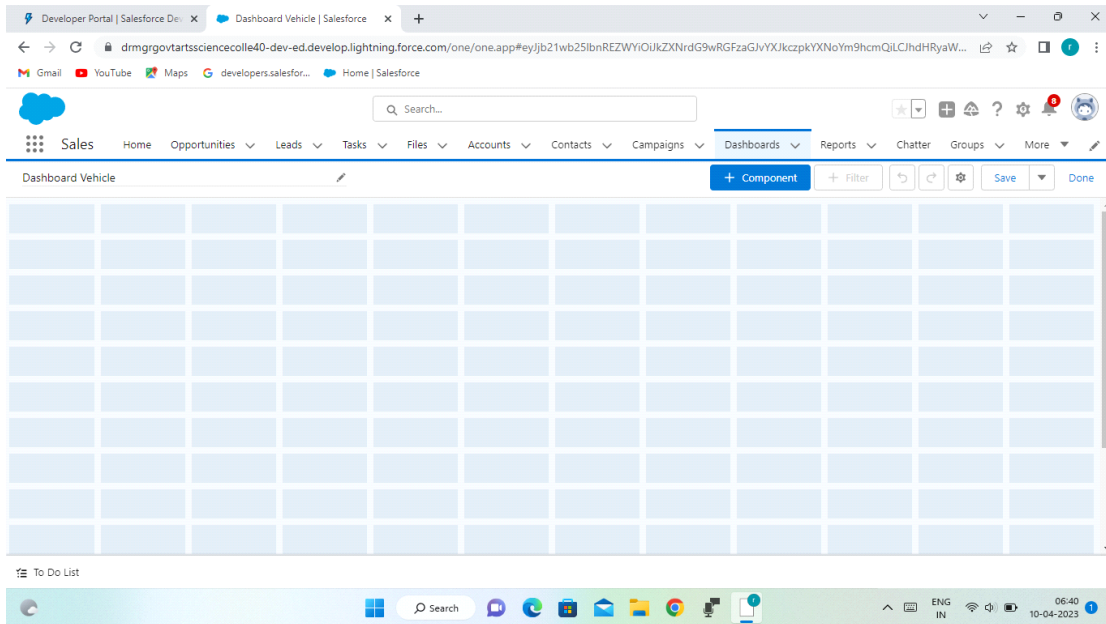 Developer Portal | Salesforce De
Dashboard Vehicle | Salesforce
drmgrgovtartssciencecolle40-dev-ed.develop.lightning.force.com/one/one.app#eyJjb21wb25lbnREZWYiOiJkZXNrdG9wRGFzaGJvYXJkczpkYXNoYm9hcmQiLCJhdHRyaW...
r
Gmail YouTube Maps developers.salesfor... Home | Salesforce
Search...
8
Sales Home Opportunities Leads Tasks Files Accounts Contacts Campaigns Dashboards Reports Chatter Groups More
Dashboard Vehicle
+ Component + Filter Save Done
To Do List
Search
r
ENG
IN
06:40
10-04-2023
1